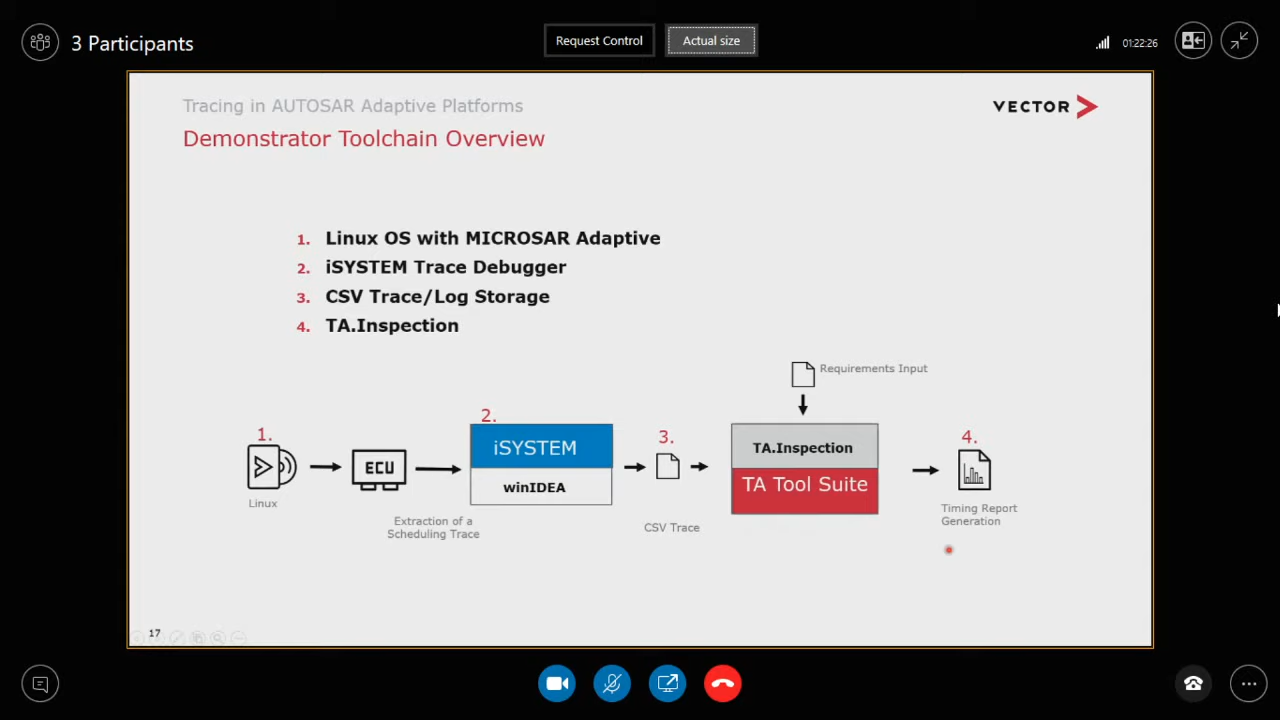 3 Participants
Request Control
Actual size
01:22:26
Tracing in AUTOSAR Adaptive Platforms
VECTOR
Demonstrator Toolchain Overview
1. Linux OS with MICROSAR Adaptive
2. iSYSTEM Trace Debugger
3. CSV Trace/Log Storage
4. TA.Inspection
Requirements Input
1.
Linux
ECU
Extraction of a
Scheduling Trace
2.
iSYSTEM
winIDEA
3.
CSV Trace
TA.Inspection
TA Tool Suite
4.
Timing Report
Generation
17